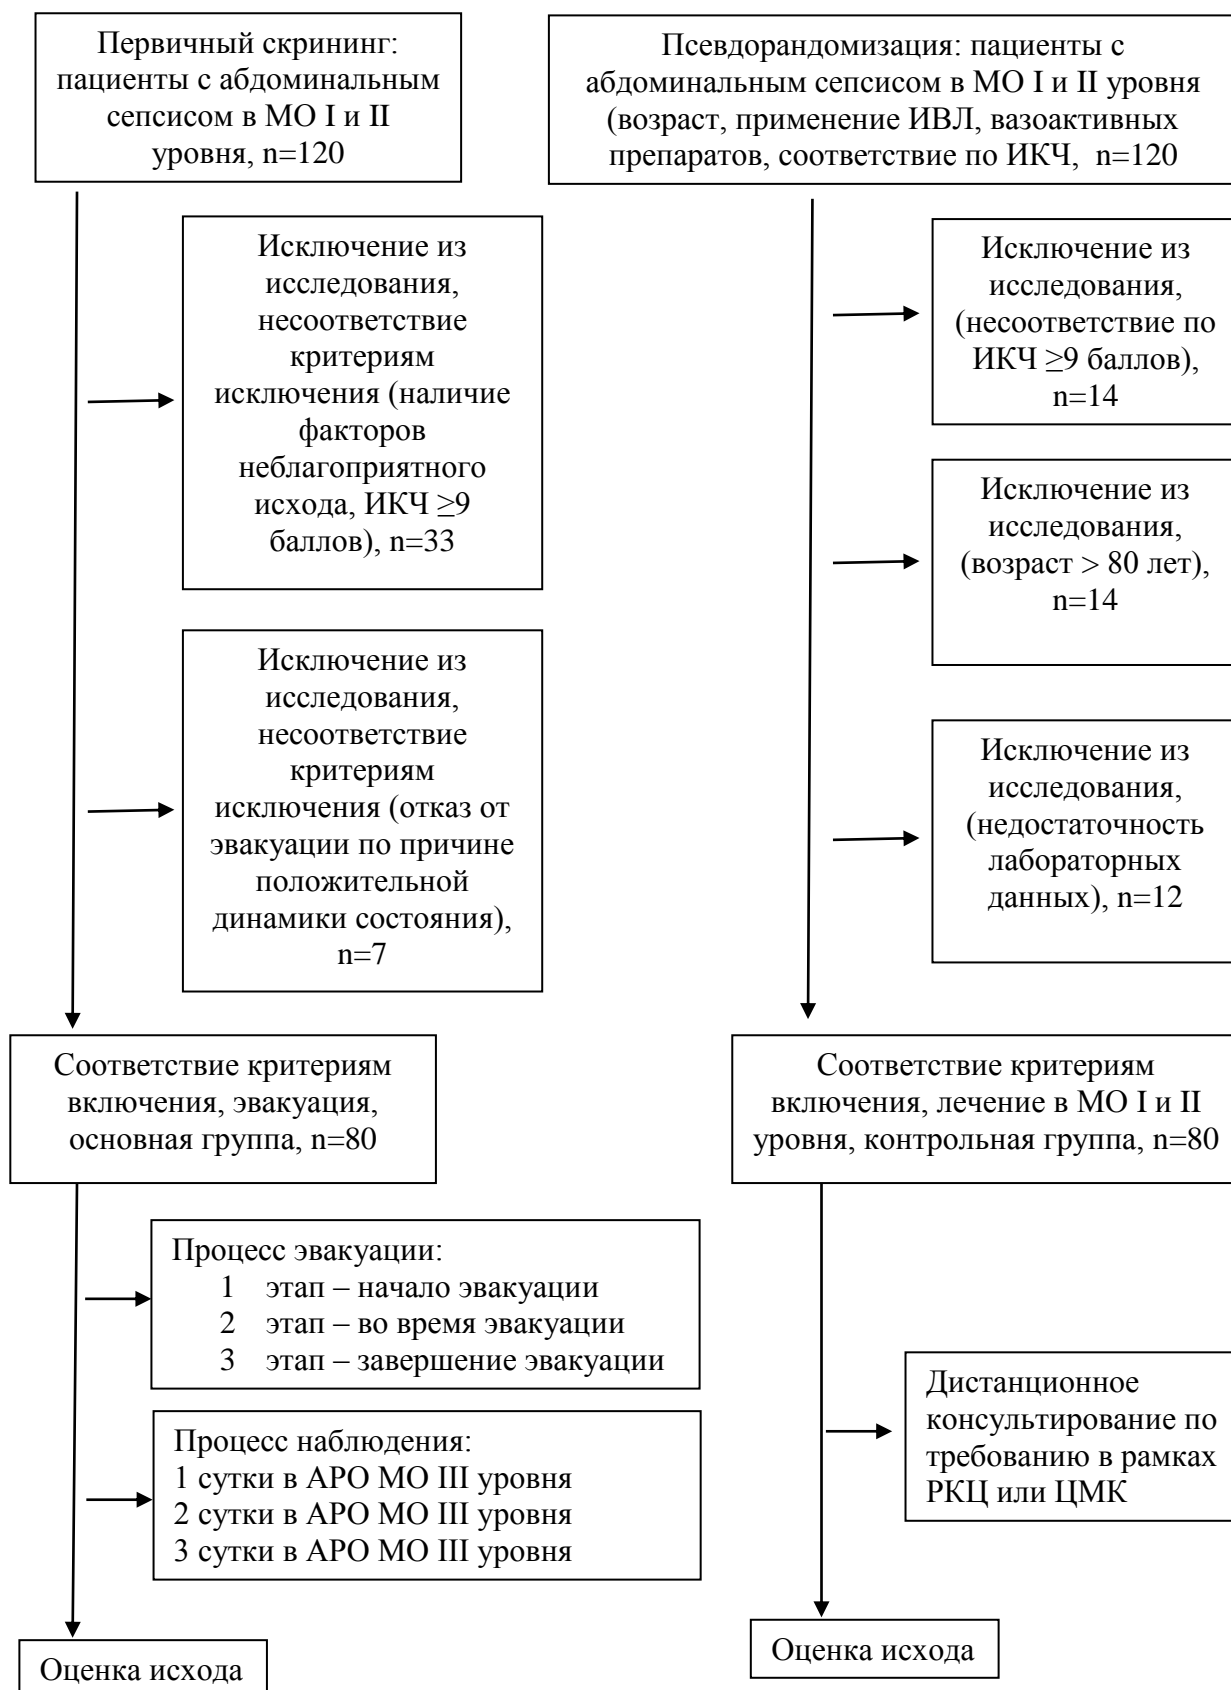 Первичный скрининг:
пациенты с абдоминальным
сепсисом в МО I и II
уровня, n=120
Исключение из
исследования,
несоответствие
критериям
исключения (наличие
факторов
неблагоприятного
исхода, ИКЧ ≥9
баллов), n=33
Исключение из
исследования,
несоответствие
критериям
исключения (отказ от
эвакуации по причине
положительной
динамики состояния),
n=7
Соответствие критериям
включения, эвакуация,
основная группа, n=80
Процесс эвакуации:
1 этап – начало эвакуации
2 этап – во время эвакуации
3 этап – завершение эвакуации
Процесс наблюдения:
1 сутки в АРО МО III уровня
2 сутки в АРО МО III уровня
3 сутки в АРО МО III уровня
Оценка исхода
Псевдорандомизация: пациенты с
абдоминальным сепсисом в МО I и II уровня
(возраст, применение ИВЛ, вазоактивных
препаратов, соответствие по ИКЧ, n=120
Исключение из
исследования,
(несоответствие по
ИКЧ ≥9 баллов),
n=14
Исключение из
исследования,
(возраст > 80 лет),
n=14
Исключение из
исследования,
(недостаточность
лабораторных
данных), n=12
Соответствие критериям
включения, лечение в МО I и II
уровня, контрольная группа, n=80
Дистанционное
консультирование по
требованию в рамках
РКЦ или ЦМК
Оценка исхода